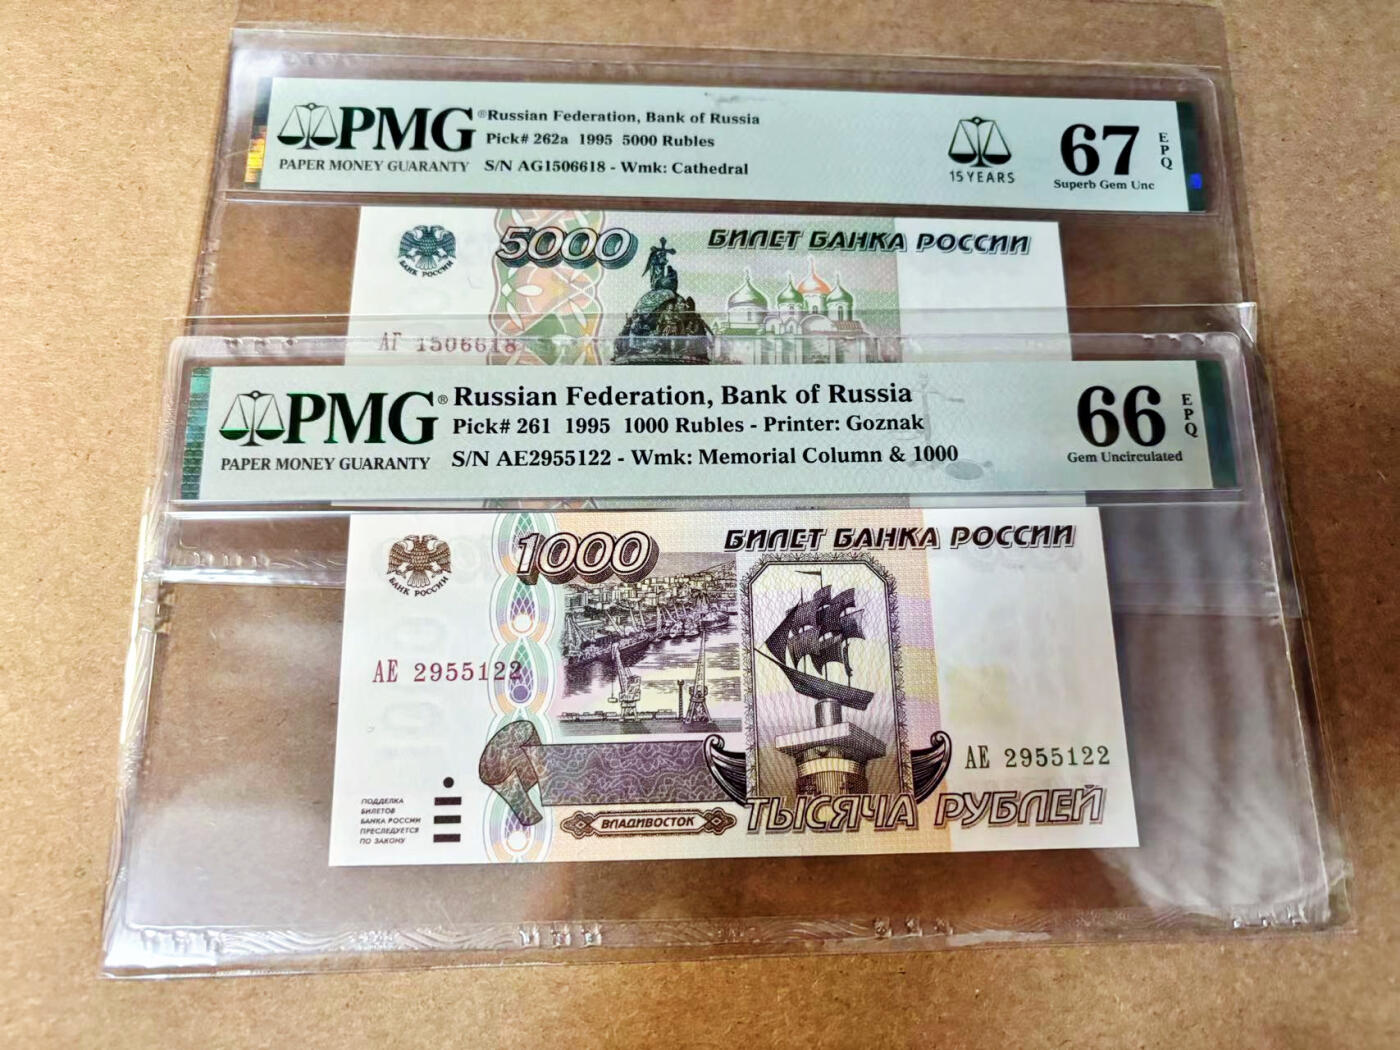 PMG®
PAPER MONEY GUARANTY
Russian Federation, Bank of Russia
Pick# 262a 1995 5000 Rubles
S/N AG1506618 - Wmk: Cathedral
15 YEARS
67
EPQ
Superb Gem Unc
БАНК РОССИИ
5000
БИЛЕТ БАНКА РОССИИ
АГ 1506618
PMG®
PAPER MONEY GUARANTY
Russian Federation, Bank of Russia
Pick# 261 1995 1000 Rubles - Printer: Goznak
S/N AE2955122 - Wmk: Memorial Column & 1000
66
EPQ
Gem Uncirculated
БАНК РОССИИ
1000
БИЛЕТ БАНКА РОССИИ
АЕ 2955122
АЕ 2955122
ПОДДЕЛКА
БИЛЕТОВ
БАНКА РОССИИ
ПРЕСЛЕДУЕТСЯ
ПО ЗАКОНУ
ВЛАДИВОСТОК
ТЫСЯЧА РУБЛЕЙ